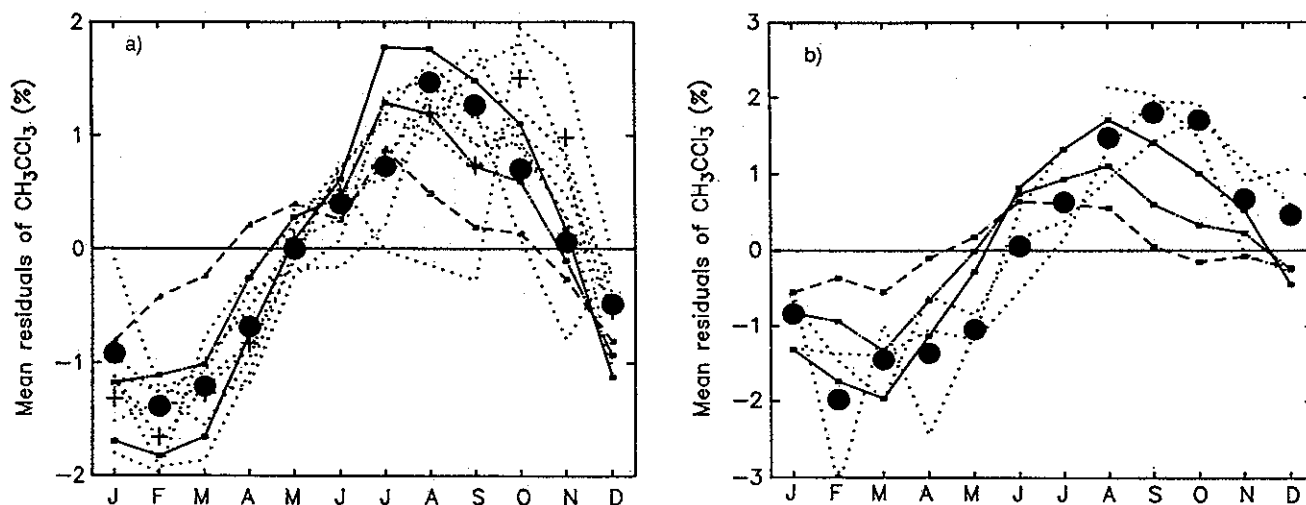 a)
Mean residuals of CH₃CCl₃ (%)
2
1
0
−1
−2
J F M A M J J A S O N D
b)
Mean residuals of CH₃CCl₃ (%)
3
2
1
0
−1
−2
−3
J F M A M J J A S O N D